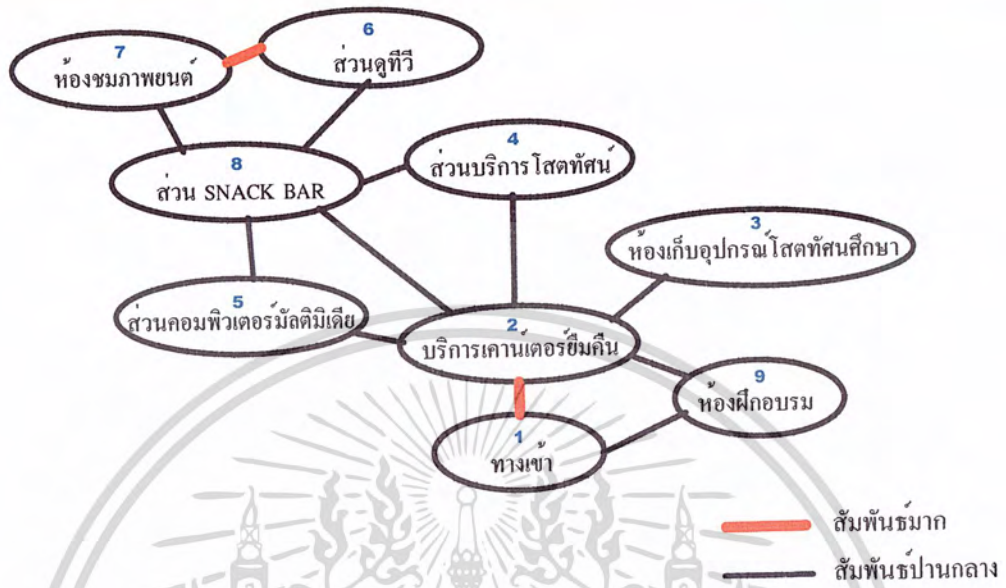 6
ส่วนดูทีวี
7
ห้องชมภาพยนต์
4
ส่วนบริการโสตทัศน์
8
ส่วน SNACK BAR
3
ห้องเก็บอุปกรณ์โสตทัศนศึกษา
5
ส่วนคอมพิวเตอร์มัลติมิเดีย
2
บริการเคาน์เตอร์ยืมคืน
9
ห้องฝึกอบรม
1
ทางเข้า
สัมพันธ์มาก
สัมพันธ์ปานกลาง